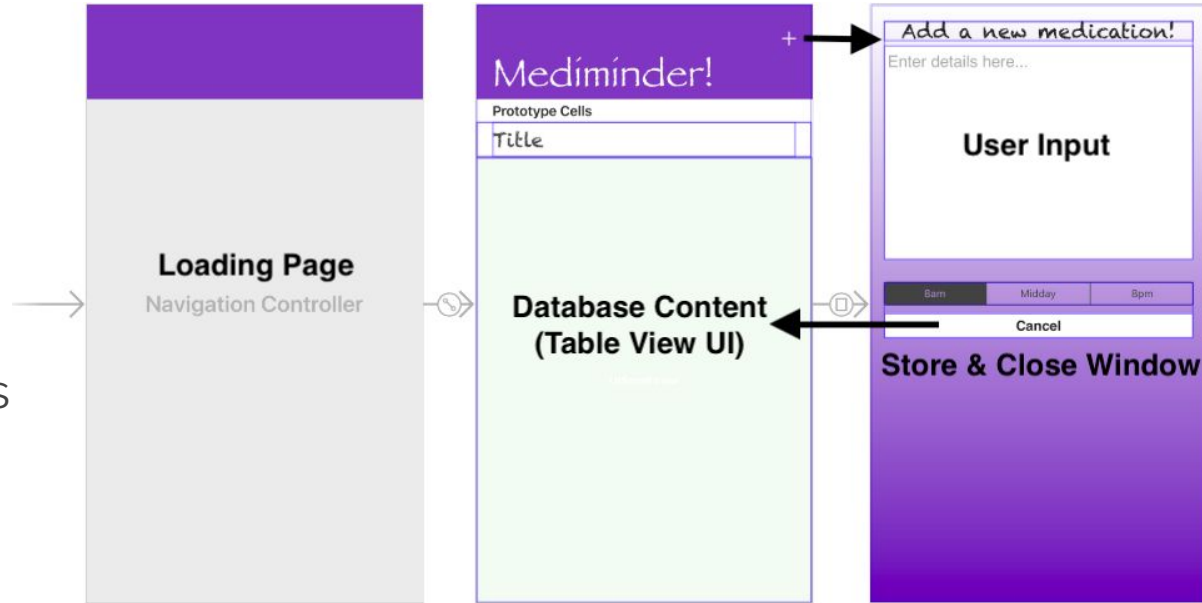 Loading Page
Navigation Controller
+
Mediminder!
Prototype Cells
Title
Database Content
(Table View UI)
Add a new medication!
Enter details here...
User Input
8am
Midday
8pm
Cancel
Store & Close Window
s